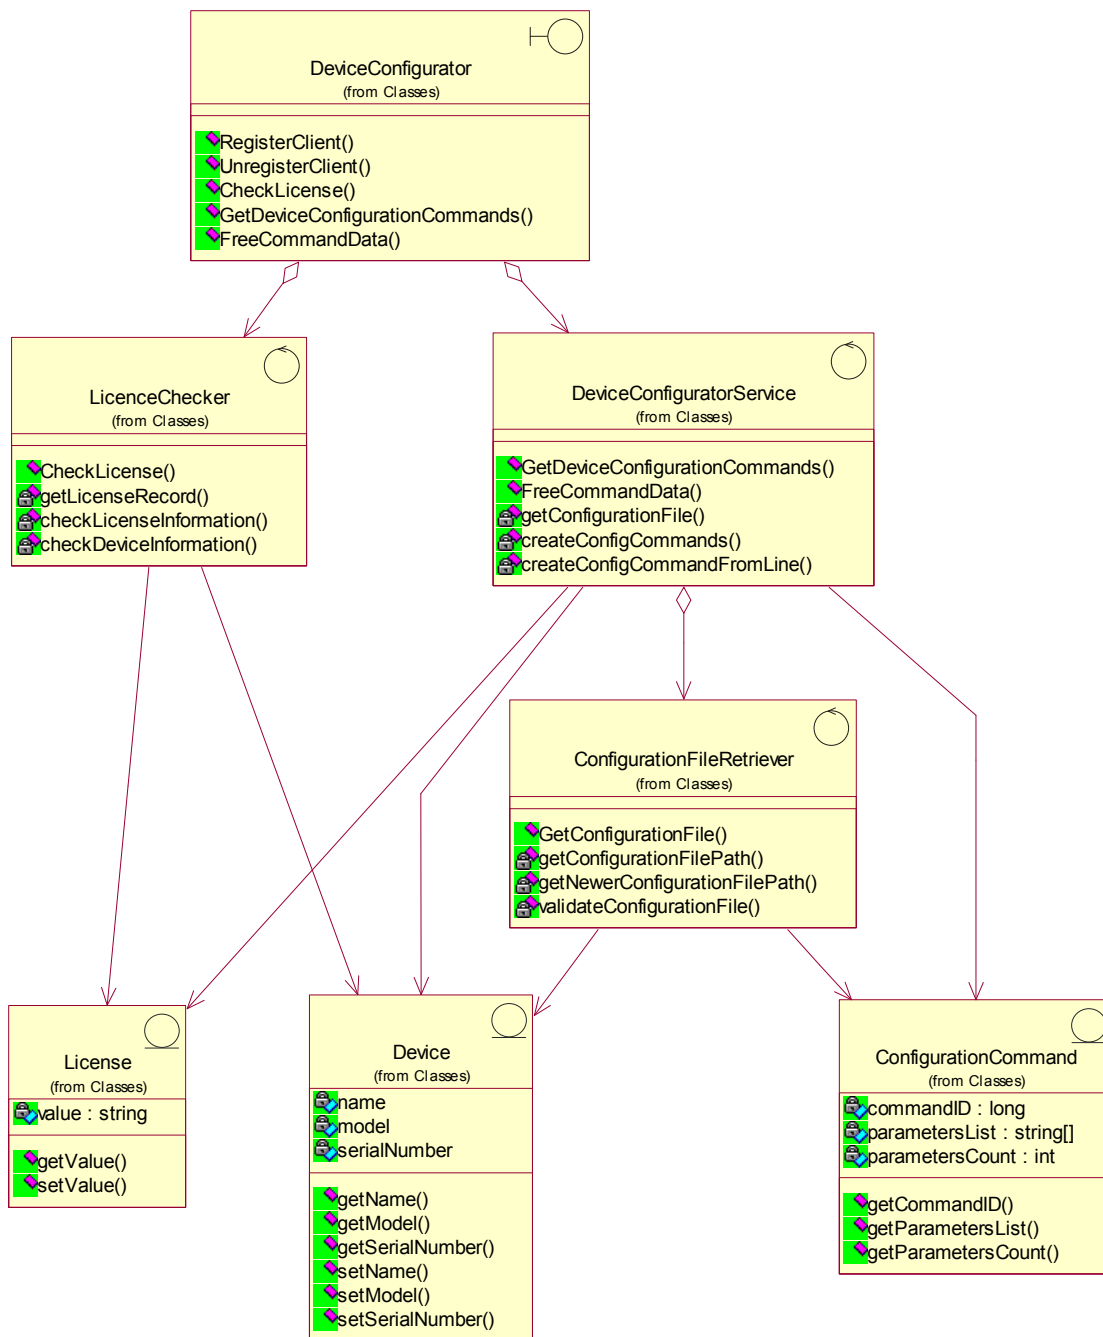 DeviceConfigurator
(from Classes)
RegisterClient()
UnregisterClient()
CheckLicense()
GetDeviceConfigurationCommands()
FreeCommandData()
LicenceChecker
(from Classes)
CheckLicense()
getLicenseRecord()
checkLicenseInformation()
checkDeviceInformation()
DeviceConfiguratorService
(from Classes)
GetDeviceConfigurationCommands()
FreeCommandData()
getConfigurationFile()
createConfigCommands()
createConfigCommandFromLine()
ConfigurationFileRetriever
(from Classes)
GetConfigurationFile()
getConfigurationFilePath()
getNewerConfigurationFilePath()
validateConfigurationFile()
License
(from Classes)
value : string
getValue()
setValue()
Device
(from Classes)
name
model
serialNumber
getName()
getModel()
getSerialNumber()
setName()
setModel()
setSerialNumber()
ConfigurationCommand
(from Classes)
commandID : long
parametersList : string[]
parametersCount : int
getCommandID()
getParametersList()
getParametersCount()